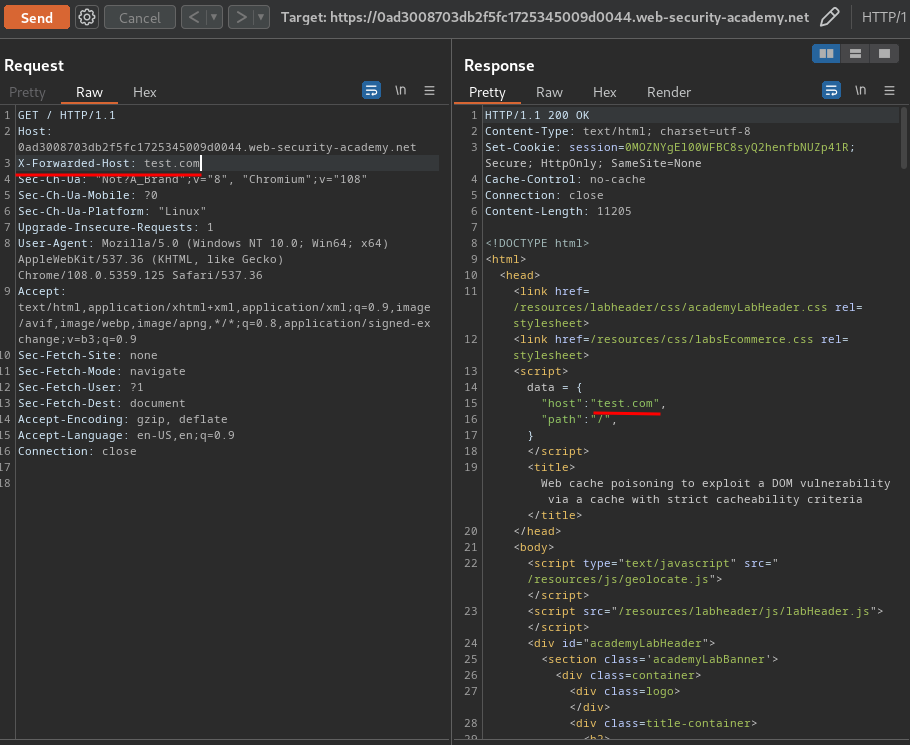 Send
Cancel
< ▾
> ▾
Target: https://0ad3008703db2f5fc1725345009d0044.web-security-academy.net
HTTP/1
Request
Pretty Raw Hex
\n
1 GET / HTTP/1.1
2 Host:
0ad3008703db2f5fc1725345009d0044.web-security-academy.net
3 X-Forwarded-Host: test.com
4 Sec-Ch-Ua: "Not?A_Brand";v="8", "Chromium";v="108"
5 Sec-Ch-Ua-Mobile: ?0
6 Sec-Ch-Ua-Platform: "Linux"
7 Upgrade-Insecure-Requests: 1
8 User-Agent: Mozilla/5.0 (Windows NT 10.0; Win64; x64)
AppleWebKit/537.36 (KHTML, like Gecko)
Chrome/108.0.5359.125 Safari/537.36
9 Accept:
text/html,application/xhtml+xml,application/xml;q=0.9,image
/avif,image/webp,image/apng,*/*;q=0.8,application/signed-ex
change;v=b3;q=0.9
10 Sec-Fetch-Site: none
11 Sec-Fetch-Mode: navigate
12 Sec-Fetch-User: ?1
13 Sec-Fetch-Dest: document
14 Accept-Encoding: gzip, deflate
15 Accept-Language: en-US,en;q=0.9
16 Connection: close
17
18
Response
Pretty Raw Hex Render
\n
1 HTTP/1.1 200 OK
2 Content-Type: text/html; charset=utf-8
3 Set-Cookie: session=0MOZNYgEl00WFBC8syQ2henfbNUZp41R;
Secure; HttpOnly; SameSite=None
4 Cache-Control: no-cache
5 Connection: close
6 Content-Length: 11205
7
8 <!DOCTYPE html>
9 <html>
10 <head>
11 <link href=
/resources/labheader/css/academyLabHeader.css rel=
stylesheet>
12 <link href=/resources/css/labsEcommerce.css rel=
stylesheet>
13 <script>
14 data = {
15 "host":"test.com",
16 "path":"/",
17 }
18 </script>
19 <title>
Web cache poisoning to exploit a DOM vulnerability
via a cache with strict cacheability criteria
</title>
20 </head>
21 <body>
22 <script type="text/javascript" src="
/resources/js/geolocate.js">
</script>
23 <script src="/resources/labheader/js/labHeader.js">
</script>
24 <div id="academyLabHeader">
25 <section class='academyLabBanner'>
26 <div class=container>
27 <div class=logo>
</div>
28 <div class=title-container>
29 <h2>